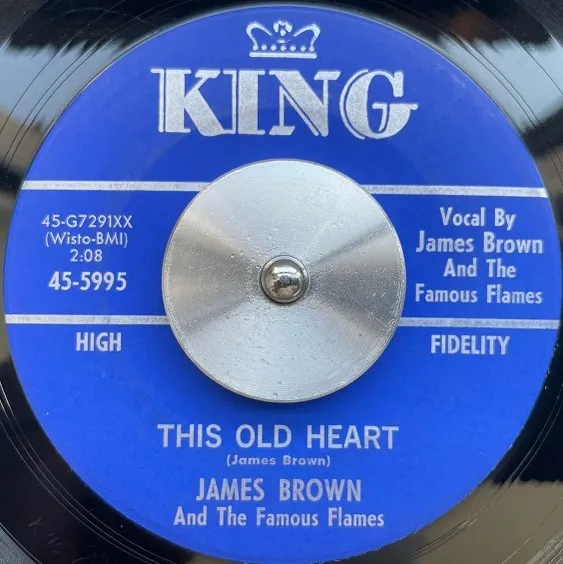 KING
45-G7291XX
(Wisto-BMI)
2:08
45-5995
Vocal By
James Brown
And The
Famous Flames
HIGH
FIDELITY
THIS OLD HEART
(James Brown)
JAMES BROWN
And The Famous Flames